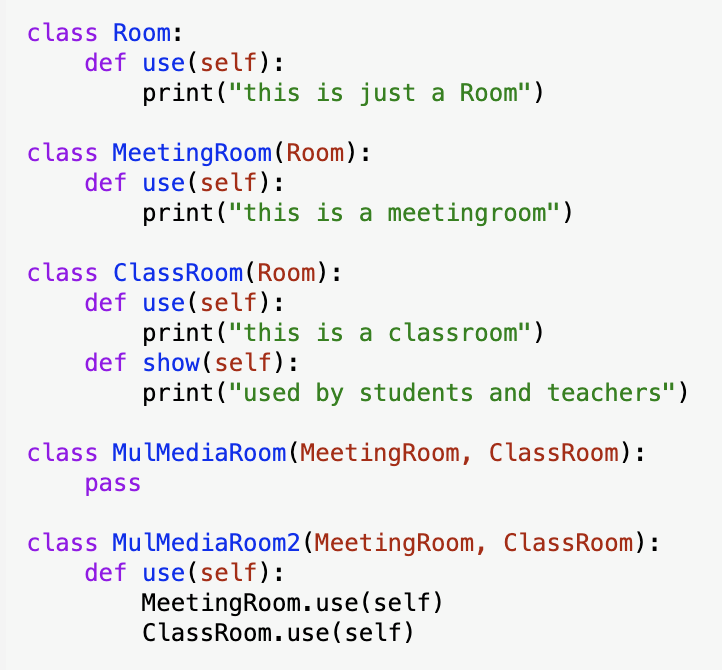 class Room:
    def use(self):
        print("this is just a Room")

class MeetingRoom(Room):
    def use(self):
        print("this is a meetingroom")

class ClassRoom(Room):
    def use(self):
        print("this is a classroom")
    def show(self):
        print("used by students and teachers")

class MulMediaRoom(MeetingRoom, ClassRoom):
    pass

class MulMediaRoom2(MeetingRoom, ClassRoom):
    def use(self):
        MeetingRoom.use(self)
        ClassRoom.use(self)